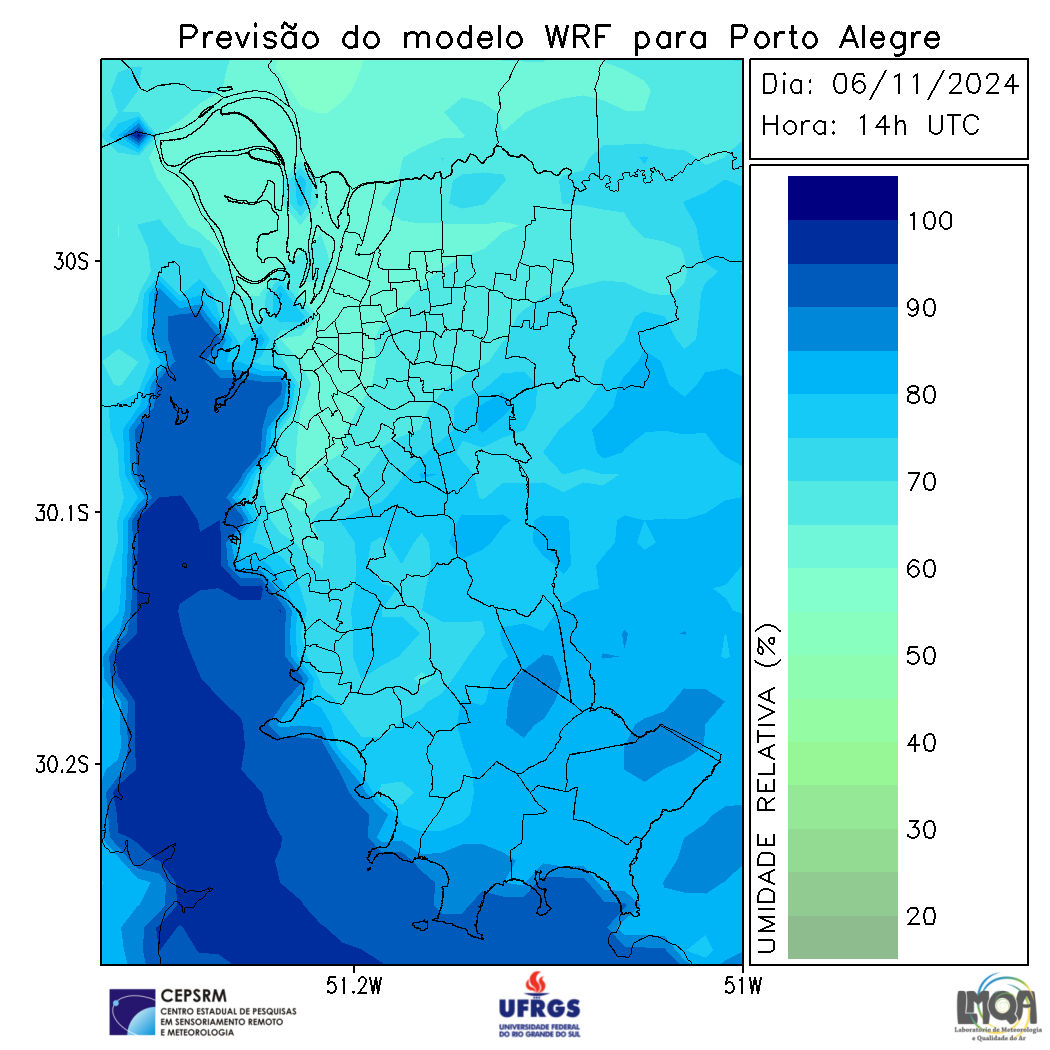 Previsão do modelo WRF para Porto Alegre
Dia: 06/11/2024
Hora: 14h UTC
30S
30.1S
30.2S
51.2W
51W
UMIDADE RELATIVA (%)
100
90
80
70
60
50
40
30
20
CEPSRM
CENTRO ESTADUAL DE PESQUISAS
EM SENSORIAMENTO REMOTO
E METEOROLOGIA
UFRGS
UNIVERSIDADE FEDERAL
DO RIO GRANDE DO SUL
LMQA
Laboratório de Meteorologia
e Qualidade do Ar